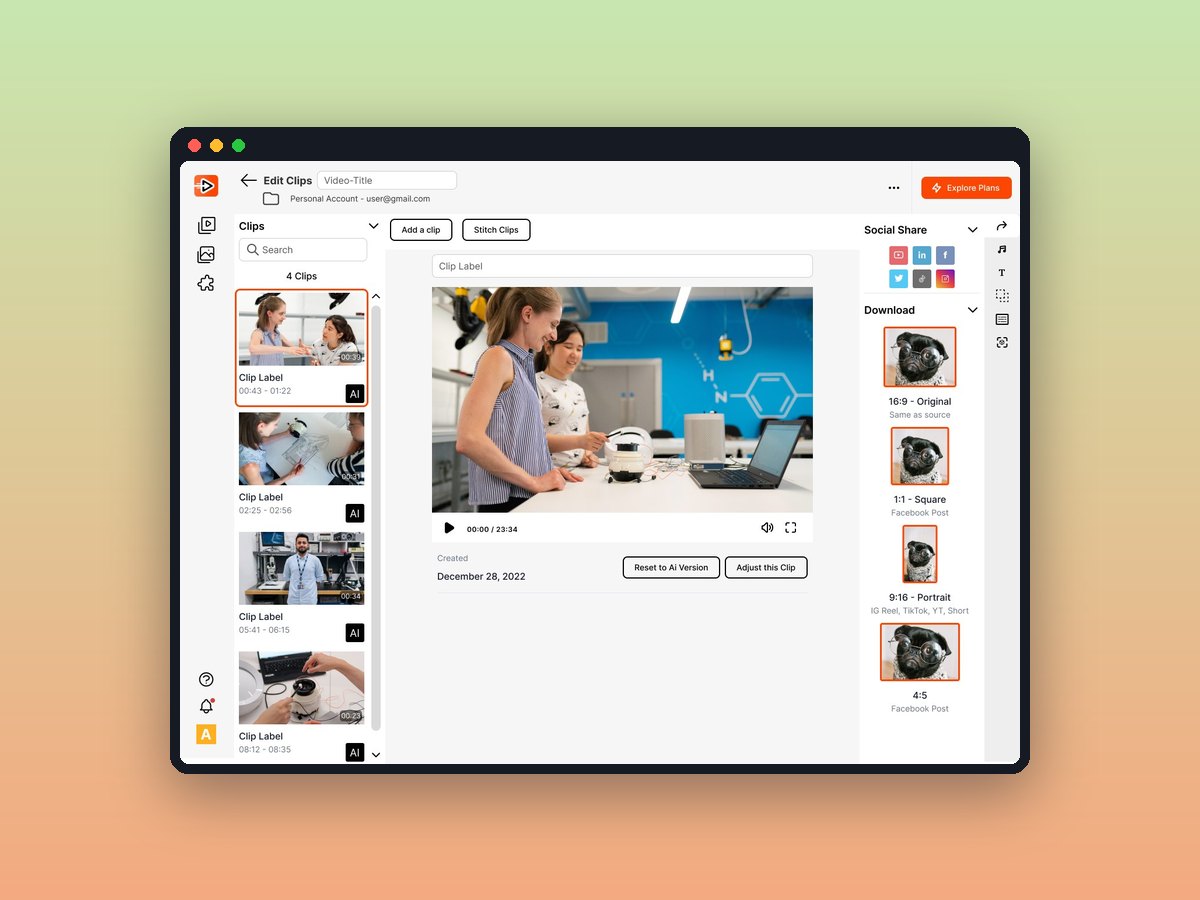 Edit Clips
Video-Title
Personal Account - user@gmail.com
Explore Plans
Clips
Search
4 Clips
00:39
Clip Label
00:43 - 01:22
AI
00:31
Clip Label
02:25 - 02:56
AI
00:34
Clip Label
05:41 - 06:15
AI
00:23
Clip Label
08:12 - 08:35
AI
A
Add a clip
Stitch Clips
Clip Label
H
N
00:00 / 23:34
Created
December 28, 2022
Reset to Ai Version
Adjust this Clip
Social Share
in
f
Download
16:9 - Original
Same as source
1:1 - Square
Facebook Post
9:16 - Portrait
IG Reel, TikTok, YT, Short
4:5
Facebook Post
T